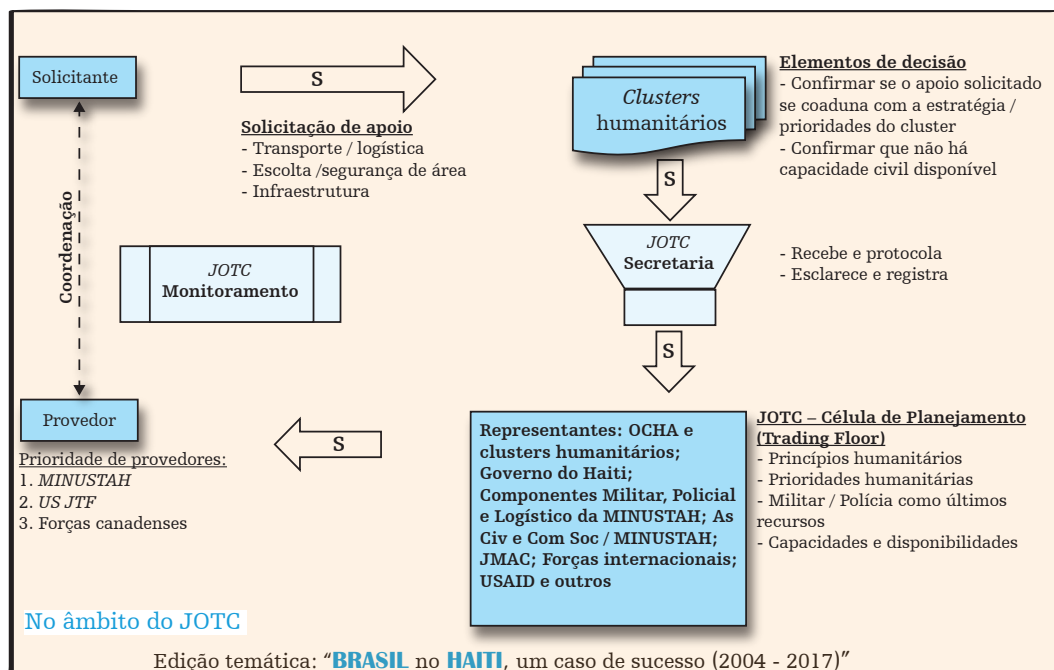 Solicitante
S
Solicitação de apoio
- Transporte / logística
- Escolta /segurança de área
- Infraestrutura
Clusters
humanitários
Elementos de decisão
- Confirmar se o apoio solicitado
se coaduna com a estratégia /
prioridades do cluster
- Confirmar que não há
capacidade civil disponível
S
Coordenação
JOTC
Monitoramento
JOTC
Secretaria
- Recebe e protocola
- Esclarece e registra
S
Provedor
Prioridade de provedores:
1. MINUSTAH
2. US JTF
3. Forças canadenses
S
Representantes: OCHA e
clusters humanitários;
Governo do Haiti;
Componentes Militar, Policial
e Logístico da MINUSTAH; As
Civ e Com Soc / MINUSTAH;
JMAC; Forças internacionais;
USAID e outros
JOTC – Célula de Planejamento
(Trading Floor)
- Princípios humanitários
- Prioridades humanitárias
- Militar / Polícia como últimos
recursos
- Capacidades e disponibilidades
No âmbito do JOTC
Edição temática: “BRASIL no HAITI, um caso de sucesso (2004 - 2017)”